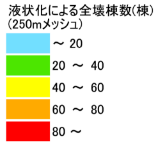 液状化による全壊棟数(棟)
(250mメッシュ)
～ 20
20 ～ 40
40 ～ 60
60 ～ 80
80 ～